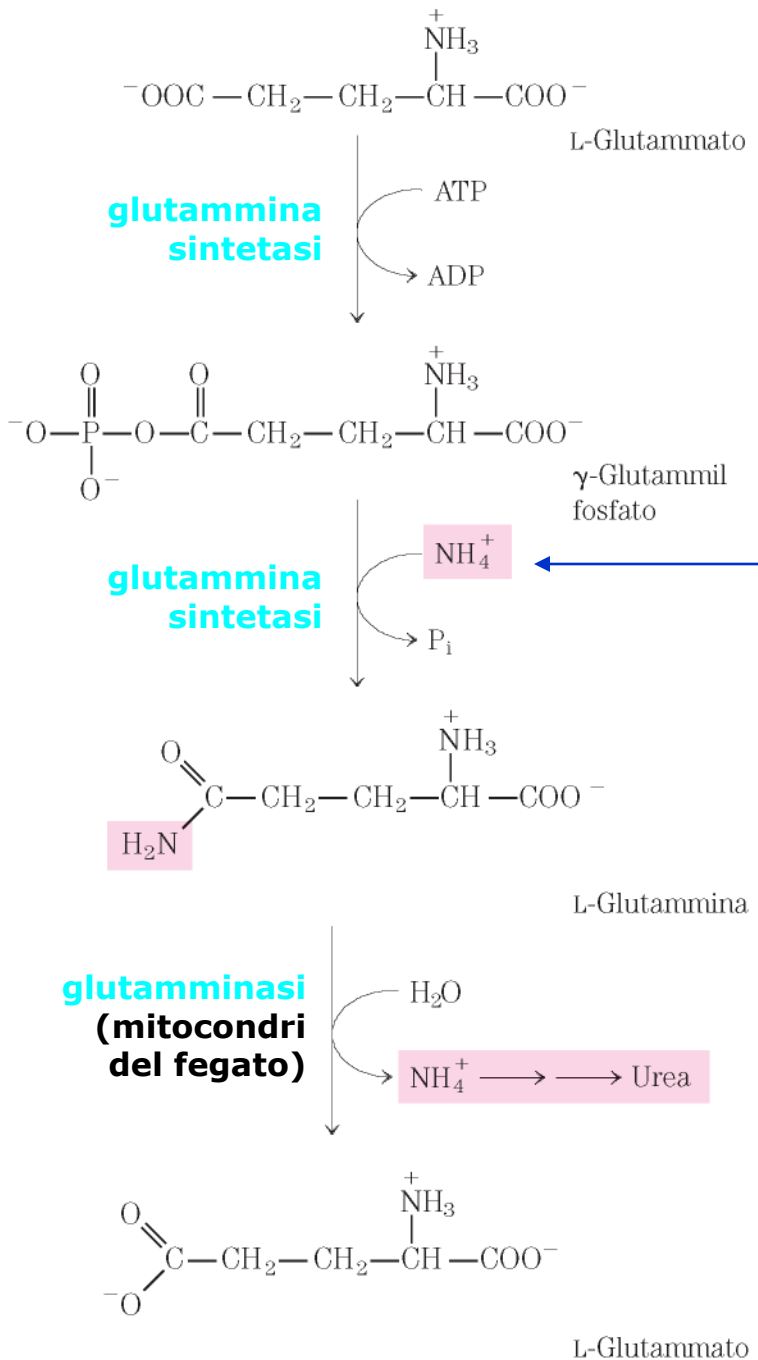 NH₃⁺
⁻OOC—CH₂—CH₂—CH—COO⁻
L-Glutammato
glutammina
sintetasi
ATP
ADP
O O NH₃⁺
⁻O—P—O—C—CH₂—CH₂—CH—COO⁻
O⁻
γ-Glutammil
fosfato
NH₄⁺
glutammina
sintetasi
Pᵢ
O NH₃⁺
C—CH₂—CH₂—CH—COO⁻
H₂N
L-Glutammina
glutamminasi
(mitocondri
del fegato)
H₂O
NH₄⁺ → → Urea
O NH₃⁺
C—CH₂—CH₂—CH—COO⁻
⁻O
L-Glutammato